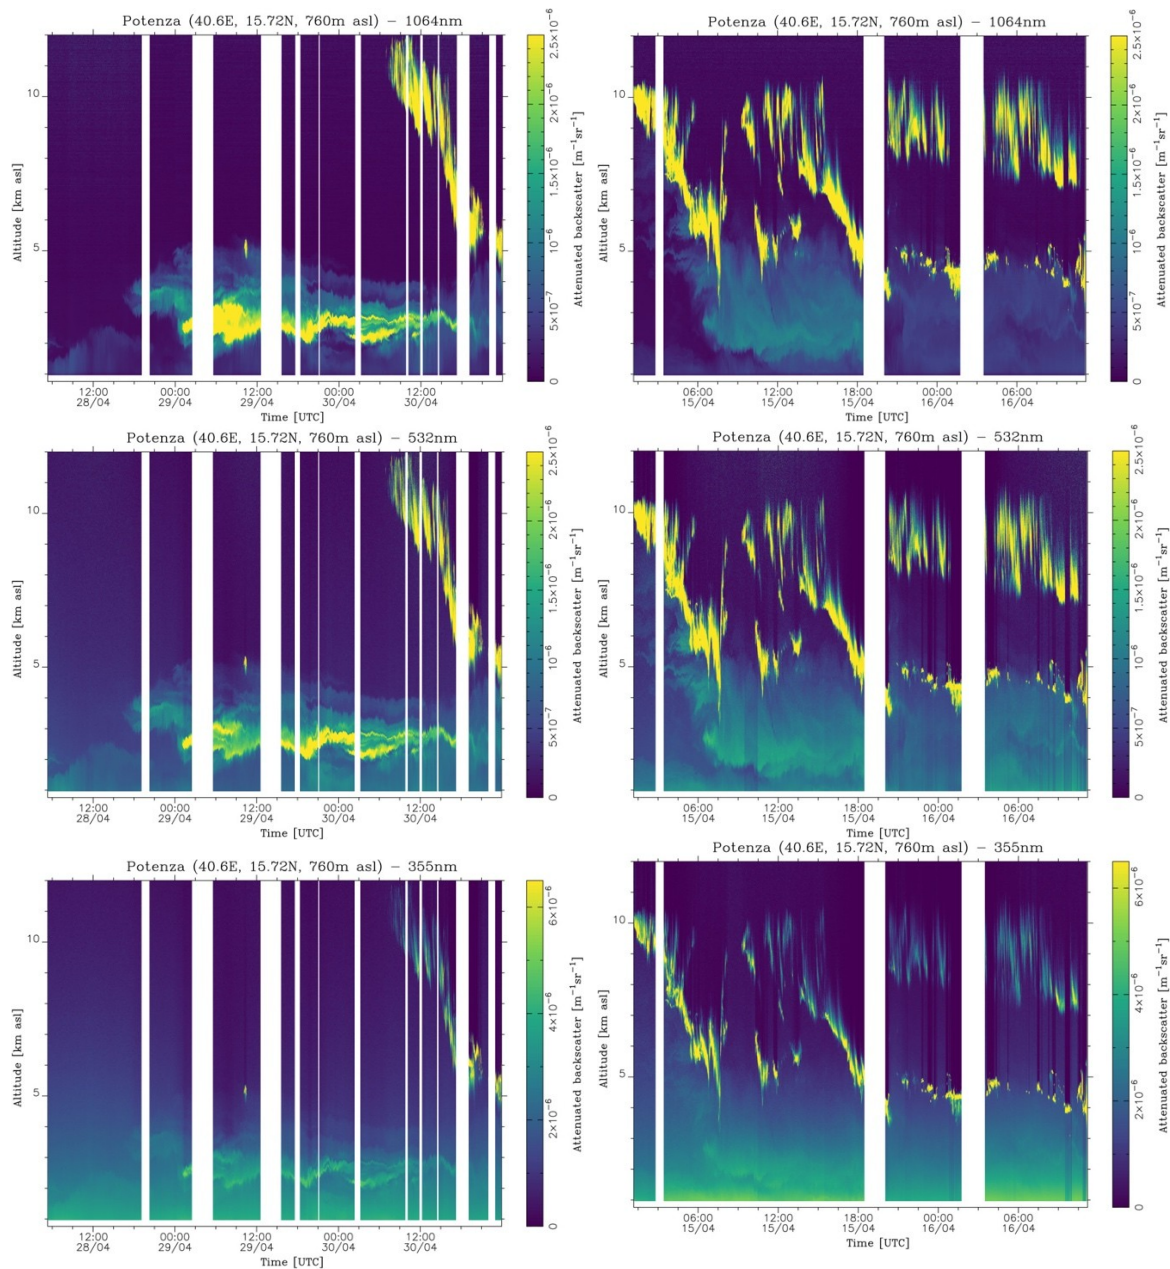 Potenza (40.6E, 15.72N, 760m asl) − 1064nm
Altitude [km asl]
10
5
12:00 00:00 12:00 00:00 12:00
28/04 29/04 29/04 30/04 30/04
Time [UTC]
2.5×10⁻⁶
2×10⁻⁶
1.5×10⁻⁶
10⁻⁶
5×10⁻⁷
0
Attenuated backscatter [m⁻¹sr⁻¹]
Potenza (40.6E, 15.72N, 760m asl) − 1064nm
Altitude [km asl]
10
5
06:00 12:00 18:00 00:00 06:00
15/04 15/04 15/04 16/04 16/04
Time [UTC]
2.5×10⁻⁶
2×10⁻⁶
1.5×10⁻⁶
10⁻⁶
5×10⁻⁷
0
Attenuated backscatter [m⁻¹sr⁻¹]
Potenza (40.6E, 15.72N, 760m asl) − 532nm
Altitude [km asl]
10
5
12:00 00:00 12:00 00:00 12:00
28/04 29/04 29/04 30/04 30/04
Time [UTC]
2.5×10⁻⁶
2×10⁻⁶
1.5×10⁻⁶
10⁻⁶
5×10⁻⁷
0
Attenuated backscatter [m⁻¹sr⁻¹]
Potenza (40.6E, 15.72N, 760m asl) − 532nm
Altitude [km asl]
10
5
06:00 12:00 18:00 00:00 06:00
15/04 15/04 15/04 16/04 16/04
Time [UTC]
2.5×10⁻⁶
2×10⁻⁶
1.5×10⁻⁶
10⁻⁶
5×10⁻⁷
0
Attenuated backscatter [m⁻¹sr⁻¹]
Potenza (40.6E, 15.72N, 760m asl) − 355nm
Altitude [km asl]
10
5
12:00 00:00 12:00 00:00 12:00
28/04 29/04 29/04 30/04 30/04
Time [UTC]
6×10⁻⁶
4×10⁻⁶
2×10⁻⁶
0
Attenuated backscatter [m⁻¹sr⁻¹]
Potenza (40.6E, 15.72N, 760m asl) − 355nm
Altitude [km asl]
10
5
06:00 12:00 18:00 00:00 06:00
15/04 15/04 15/04 16/04 16/04
Time [UTC]
6×10⁻⁶
4×10⁻⁶
2×10⁻⁶
0
Attenuated backscatter [m⁻¹sr⁻¹]